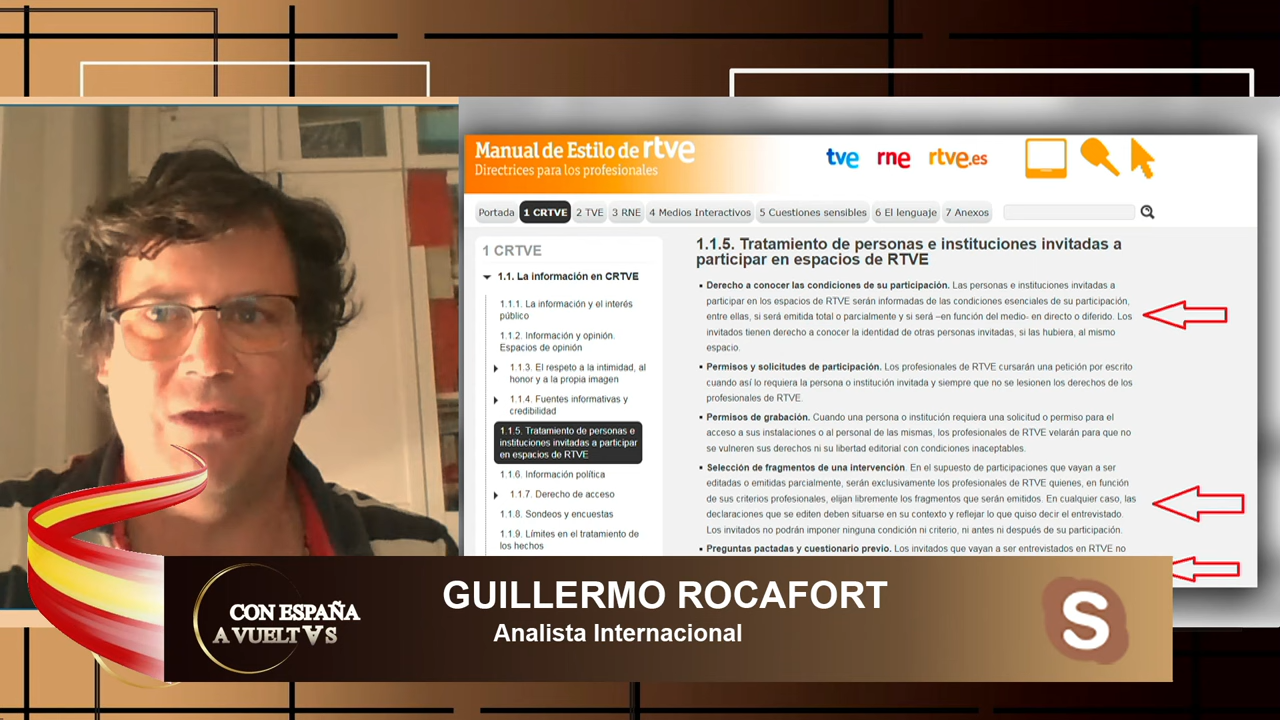 Manual de Estilo de rtve
Directrices para los profesionales
tve rne rtve.es
Portada 1 CRTVE 2 TVE 3 RNE 4 Medios Interactivos 5 Cuestiones sensibles 6 El lenguaje 7 Anexos
1 CRTVE
1.1. La información en CRTVE
1.1.1. La información y el interés
público
1.1.2. Información y opinión.
Espacios de opinión
1.1.3. El respeto a la intimidad, al
honor y a la propia imagen
1.1.4. Fuentes informativas y
credibilidad
1.1.5. Tratamiento de personas e
instituciones invitadas a participar
en espacios de RTVE
1.1.6. Información política
1.1.7. Derecho de acceso
1.1.8. Sondeos y encuestas
1.1.9. Límites en el tratamiento de
los hechos
1.1.5. Tratamiento de personas e instituciones invitadas a
participar en espacios de RTVE
Derecho a conocer las condiciones de su participación. Las personas e instituciones invitadas a
participar en los espacios de RTVE serán informadas de las condiciones esenciales de su participación,
entre ellas, si será emitida total o parcialmente y si será –en función del medio- en directo o diferido. Los
invitados tienen derecho a conocer la identidad de otras personas invitadas, si las hubiera, al mismo
espacio.
Permisos y solicitudes de participación. Los profesionales de RTVE cursarán una petición por escrito
cuando así lo requiera la persona o institución invitada y siempre que no se lesionen los derechos de los
profesionales de RTVE.
Permisos de grabación. Cuando una persona o institución requiera una solicitud o permiso para el
acceso a sus instalaciones o al personal de las mismas, los profesionales de RTVE velarán para que no
se vulneren sus derechos ni su libertad editorial con condiciones inaceptables.
Selección de fragmentos de una intervención. En el supuesto de participaciones que vayan a ser
editadas o emitidas parcialmente, serán exclusivamente los profesionales de RTVE quienes, en función
de sus criterios profesionales, elijan libremente los fragmentos que serán emitidos. En cualquier caso, las
declaraciones que se editen deben situarse en su contexto y reflejar lo que quiso decir el entrevistado.
Los invitados no podrán imponer ninguna condición ni criterio, ni antes ni después de su participación.
Preguntas pactadas y cuestionario previo. Los invitados que vayan a ser entrevistados en RTVE no
CON ESPAÑA
A VUELTAS
GUILLERMO ROCAFORT
Analista Internacional
S